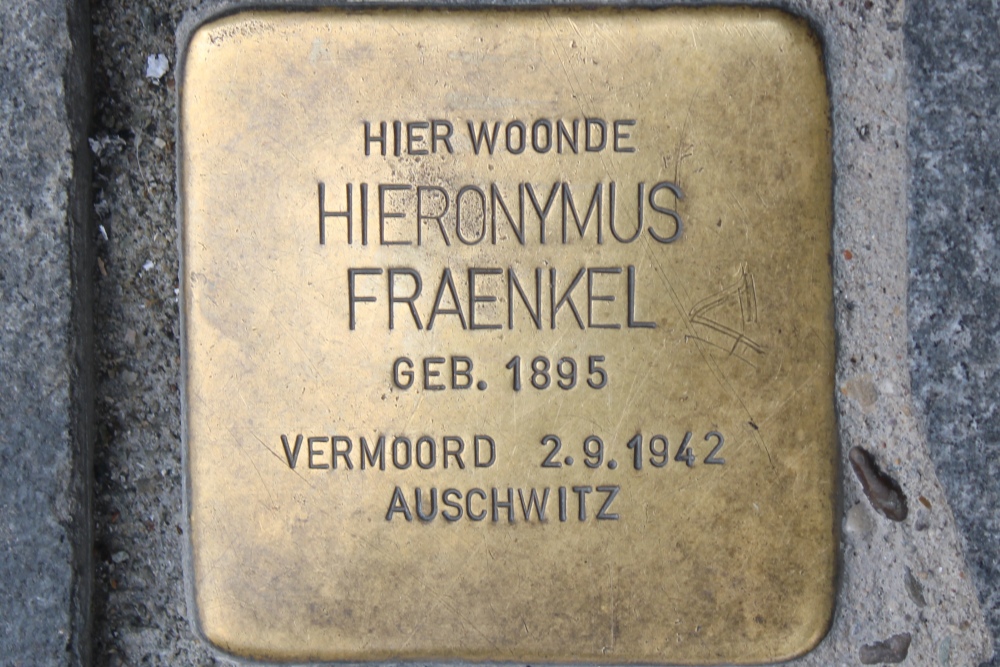 HIER WOONDE
HIERONYMUS
FRAENKEL
GEB. 1895
VERMOORD 2.9.1942
AUSCHWITZ